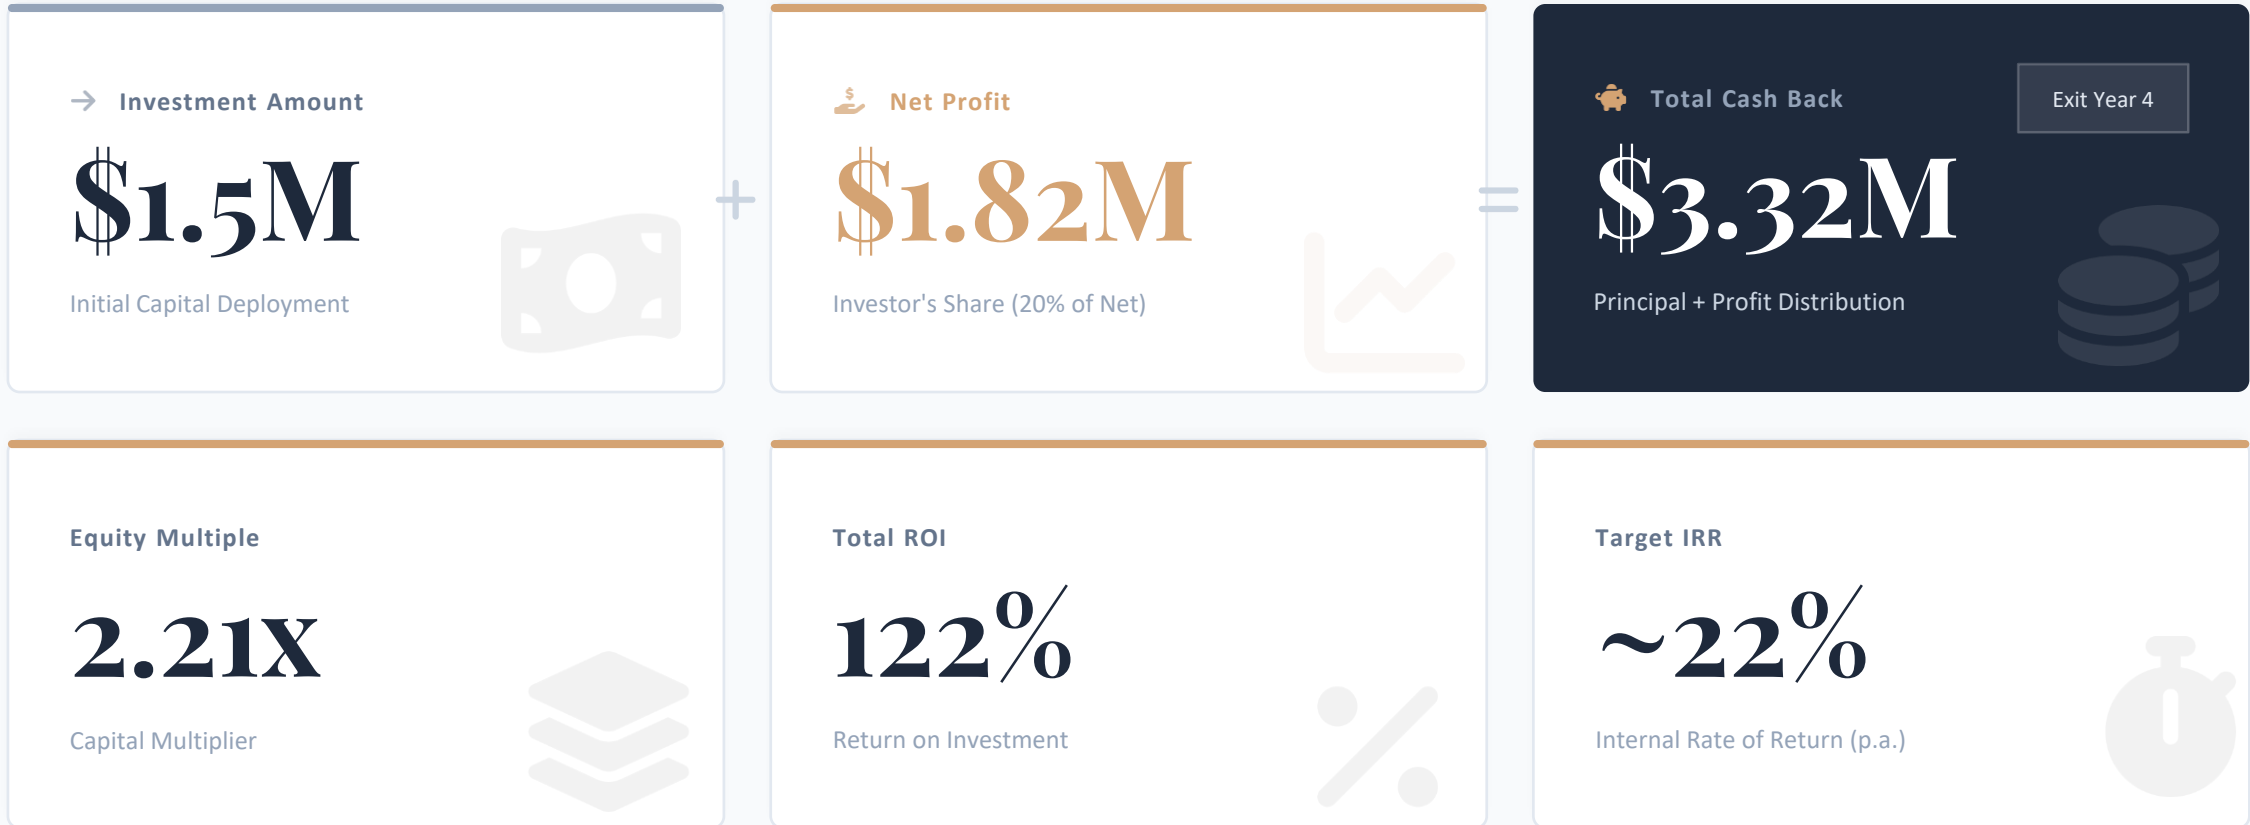 Investment Amount
$1.5M
Initial Capital Deployment
+
Net Profit
$1.82M
Investor's Share (20% of Net)
=
Total Cash Back
Exit Year 4
$3.32M
Principal + Profit Distribution
Equity Multiple
2.21x
Capital Multiplier
Total ROI
122%
Return on Investment
Target IRR
~22%
Internal Rate of Return (p.a.)